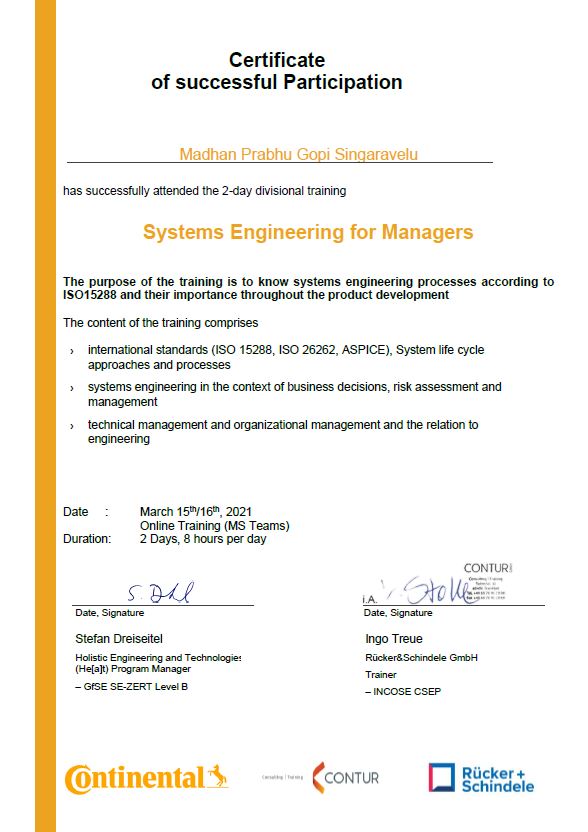 Certificate
of successful Participation
Madhan Prabhu Gopi Singaravelu
has successfully attended the 2-day divisional training
Systems Engineering for Managers
The purpose of the training is to know systems engineering processes according to
ISO15288 and their importance throughout the product development
The content of the training comprises
› international standards (ISO 15288, ISO 26262, ASPICE), System life cycle
approaches and processes
› systems engineering in the context of business decisions, risk assessment and
management
› technical management and organizational management and the relation to
engineering
Date : March 15th/16th, 2021
Online Training (MS Teams)
Duration: 2 Days, 8 hours per day
CONTUR
Consulting | Training
i.A.
Date, Signature
Date, Signature
Stefan Dreiseitel
Ingo Treue
Holistic Engineering and Technologies
(He[a]t) Program Manager
– GfSE SE-ZERT Level B
Rücker&Schindele GmbH
Trainer
– INCOSE CSEP
Continental
Consulting | Training
CONTUR
Rücker+
Schindele